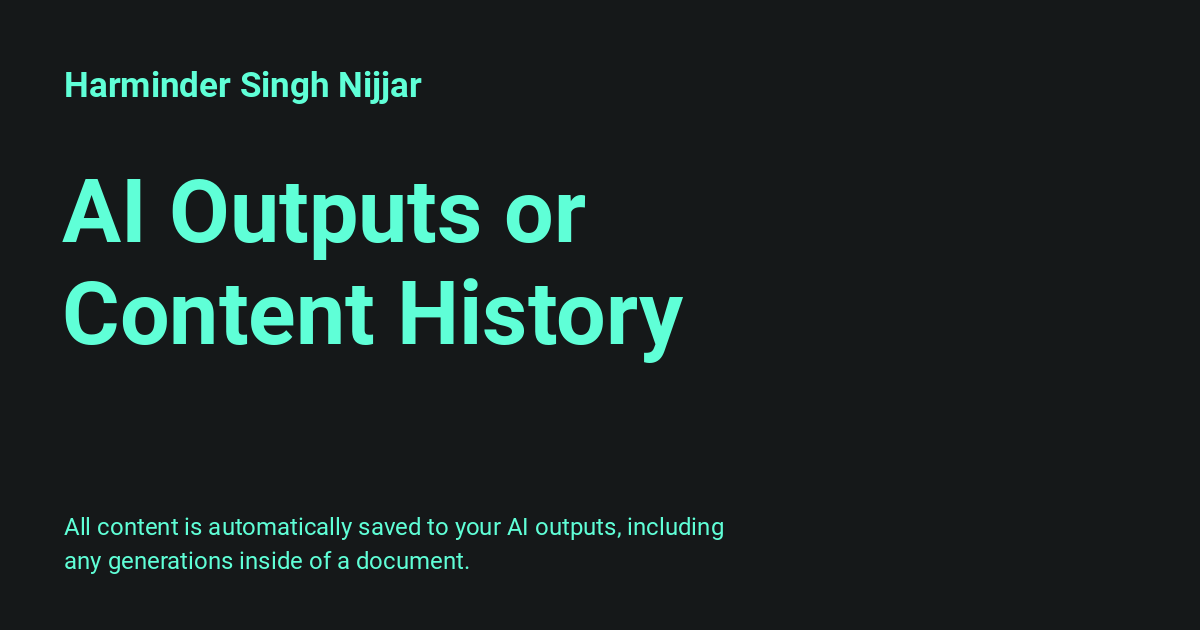 Harminder Singh Nijjar
AI Outputs or
Content History
All content is automatically saved to your AI outputs, including
any generations inside of a document.